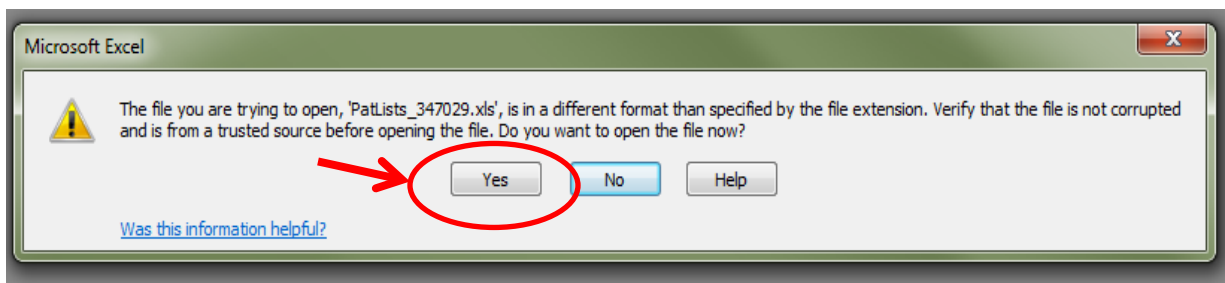 Microsoft Excel
The file you are trying to open, 'PatLists_347029.xls', is in a different format than specified by the file extension. Verify that the file is not corrupted
and is from a trusted source before opening the file. Do you want to open the file now?
Yes No Help
Was this information helpful?